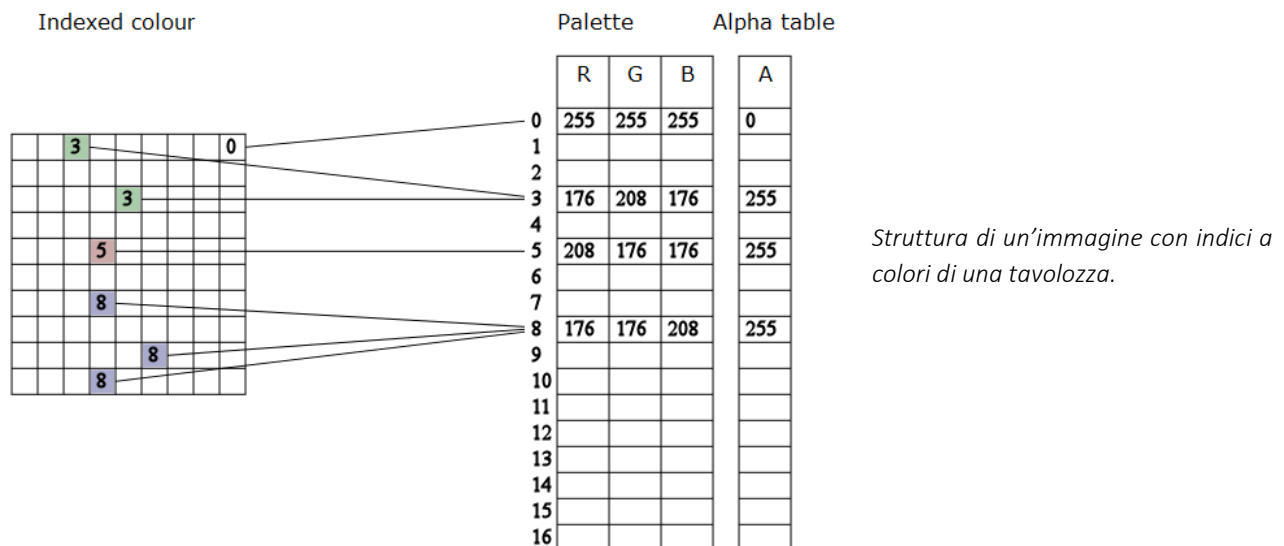 Indexed colour Palette Alpha table
R G B A
0 255 255 255 0
3 0 1
2
3 3 176 208 176 255
4
5 5 208 176 176 255
6
8 7
8 176 176 208 255
8 9
8 10
11
12
13
14
15
16
Struttura di un’immagine con indici a
colori di una tavolozza.